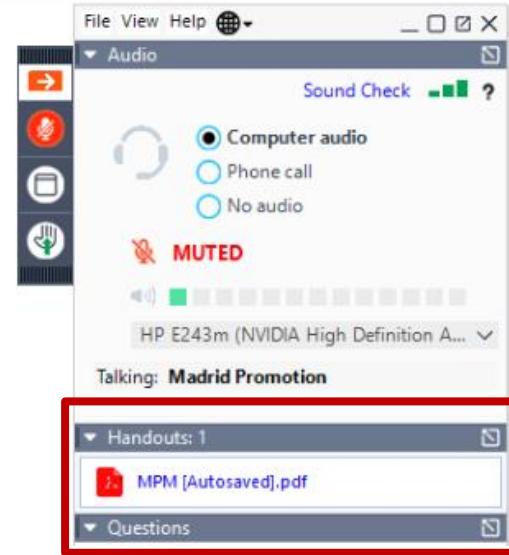 File View Help
Audio
Sound Check ?
Computer audio
Phone call
No audio
MUTED
HP E243m (NVIDIA High Definition A...
Talking: Madrid Promotion
Handouts: 1
MPM [Autosaved].pdf
Questions